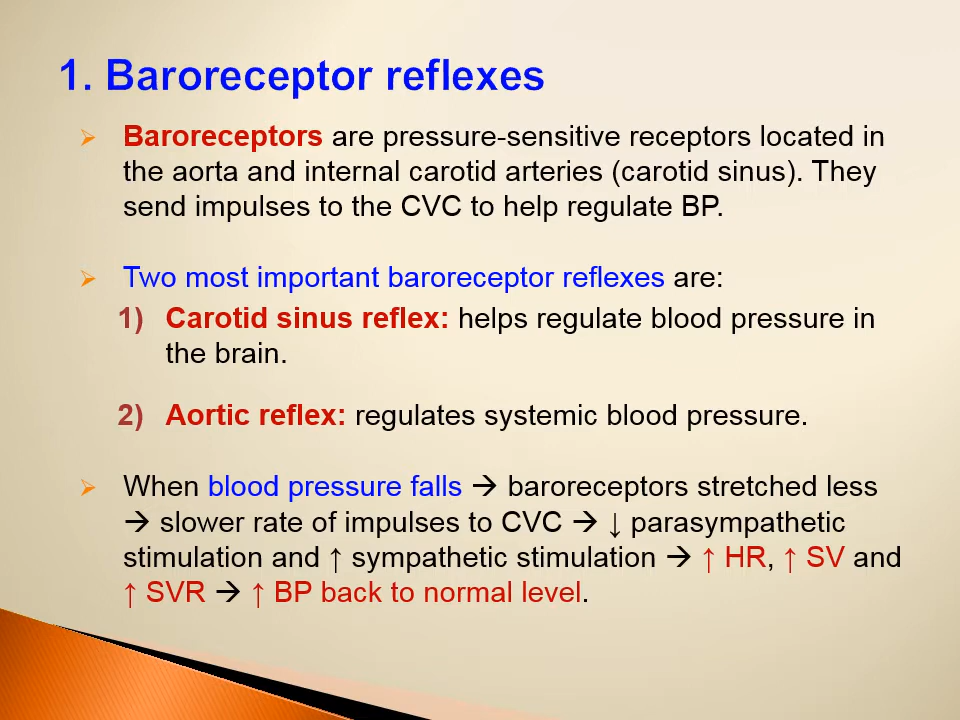 1. Baroreceptor reflexes
➢ Baroreceptors are pressure-sensitive receptors located in
the aorta and internal carotid arteries (carotid sinus). They
send impulses to the CVC to help regulate BP.
➢ Two most important baroreceptor reflexes are:
1) Carotid sinus reflex: helps regulate blood pressure in
the brain.
2) Aortic reflex: regulates systemic blood pressure.
➢ When blood pressure falls → baroreceptors stretched less
→ slower rate of impulses to CVC → ↓ parasympathetic
stimulation and ↑ sympathetic stimulation → ↑ HR, ↑ SV and
↑ SVR → ↑ BP back to normal level.